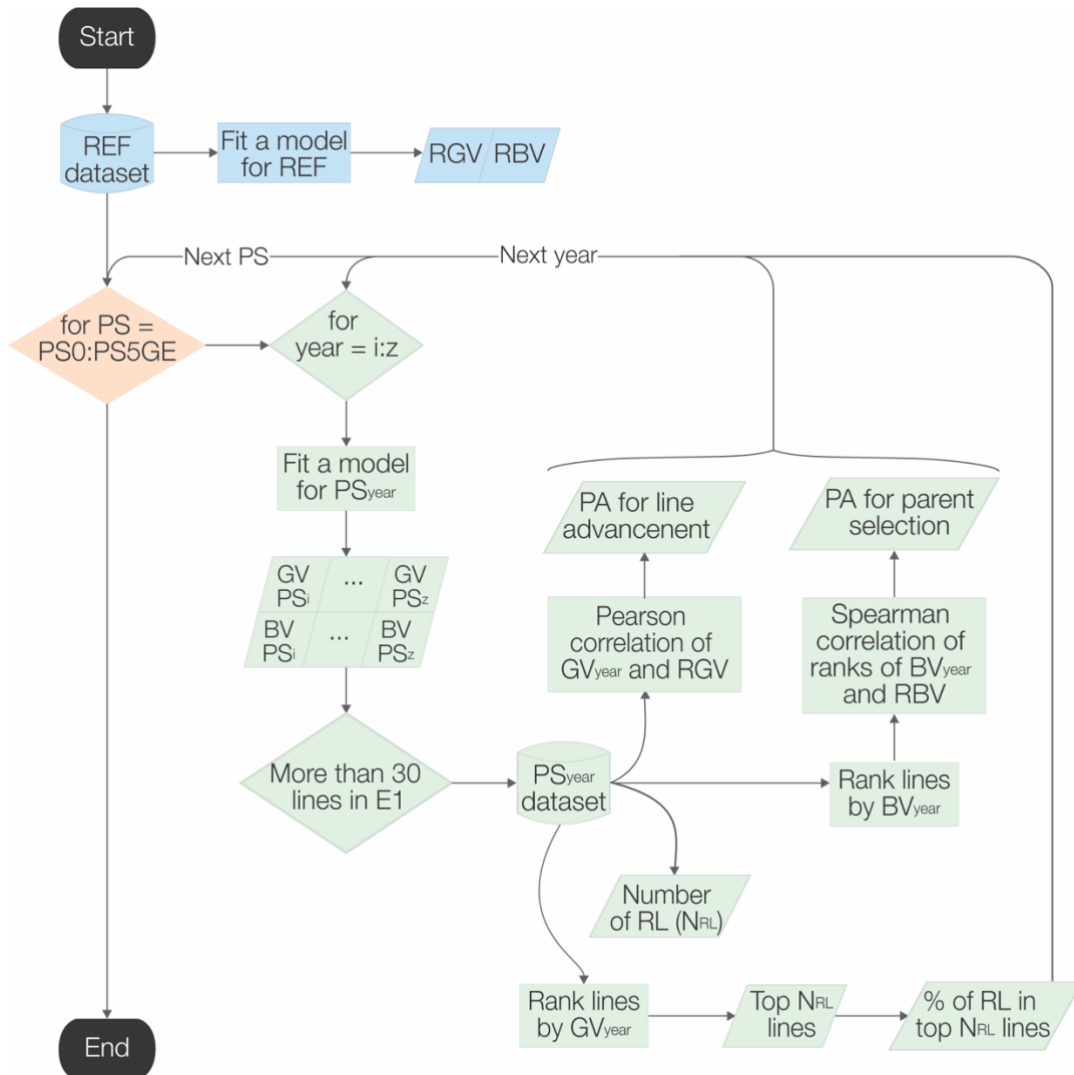 Start
REF
dataset
Fit a model
for REF
RGV
RBV
Next PS
Next year
for PS =
PS0:PS5GE
for
year = i:z
Fit a model
for PSyear
GV
PSi
...
GV
PSz
BV
PSi
...
BV
PSz
More than 30
lines in E1
PSyear
dataset
PA for line
advancenent
PA for parent
selection
Pearson
correlation of
GVyear and RGV
Spearman
correlation of
ranks of BVyear
and RBV
Rank lines
by BVyear
Number
of RL (NRL)
Rank lines
by GVyear
Top NRL
lines
% of RL in
top NRL lines
End